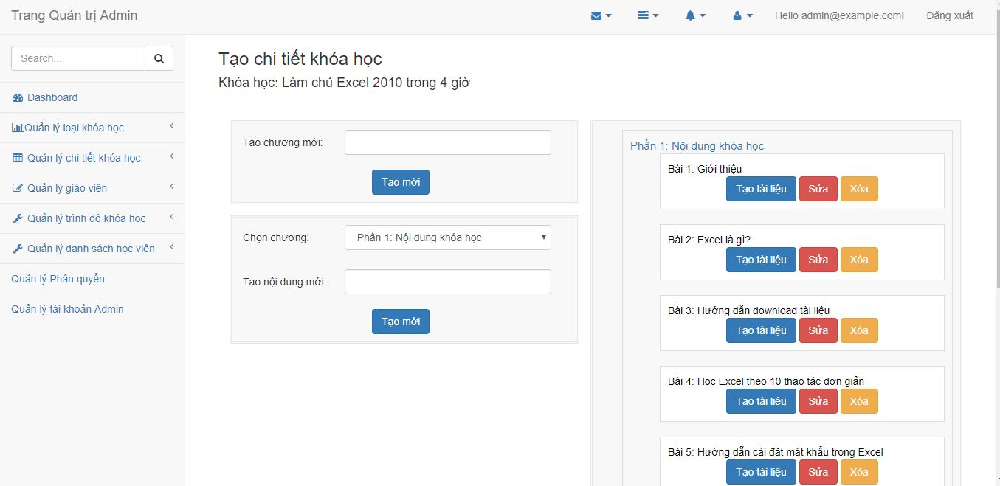 Trang Quản trị Admin
Hello admin@example.com!
Đăng xuất
Search...
Dashboard
Quản lý loại khóa học
Quản lý chi tiết khóa học
Quản lý giáo viên
Quản lý trình độ khóa học
Quản lý danh sách học viên
Quản lý Phân quyền
Quản lý tài khoản Admin
Tạo chi tiết khóa học
Khóa học: Làm chủ Excel 2010 trong 4 giờ
Tạo chương mới:
Tạo mới
Chọn chương:
Phần 1: Nội dung khóa học
Tạo nội dung mới:
Tạo mới
Phần 1: Nội dung khóa học
Bài 1: Giới thiệu
Tạo tài liệu Sửa Xóa
Bài 2: Excel là gì?
Tạo tài liệu Sửa Xóa
Bài 3: Hướng dẫn download tài liệu
Tạo tài liệu Sửa Xóa
Bài 4: Học Excel theo 10 thao tác đơn giản
Tạo tài liệu Sửa Xóa
Bài 5: Hướng dẫn cài đặt mật khẩu trong Excel
Tạo tài liệu Sửa Xóa